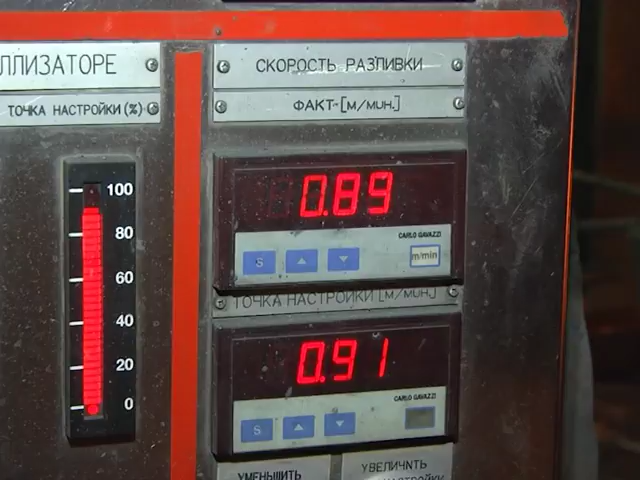 ЛЛИЗАТОРЕ
ТОЧКА НАСТРОЙКИ (%)
100
80
60
40
20
0
СКОРОСТЬ РАЗЛИВКИ
ФАКТ-[М/МИН.]
0.89
CARLO GAVAZZI
S
m/min
ТОЧКА НАСТРОЙКИ [М/МИН.]
0.91
CARLO GAVAZZI
S
УМЕНЬШИТЬ
УВЕЛИЧИТЬ
НАСТРОЙКИ